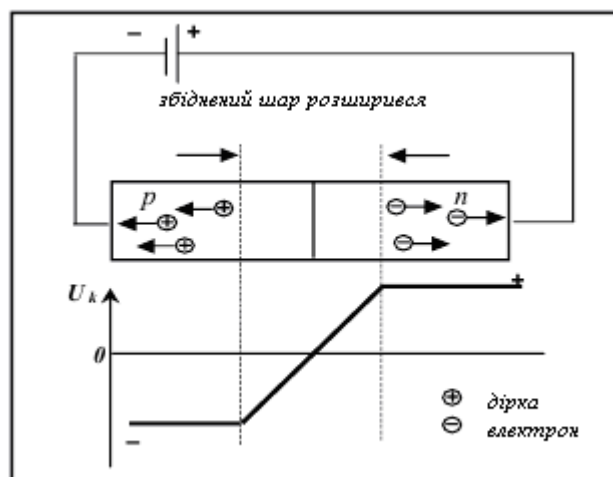 − +
збіднений шар розширився
p n
U k
+
0
−
⊕ дірка
⊖ електрон